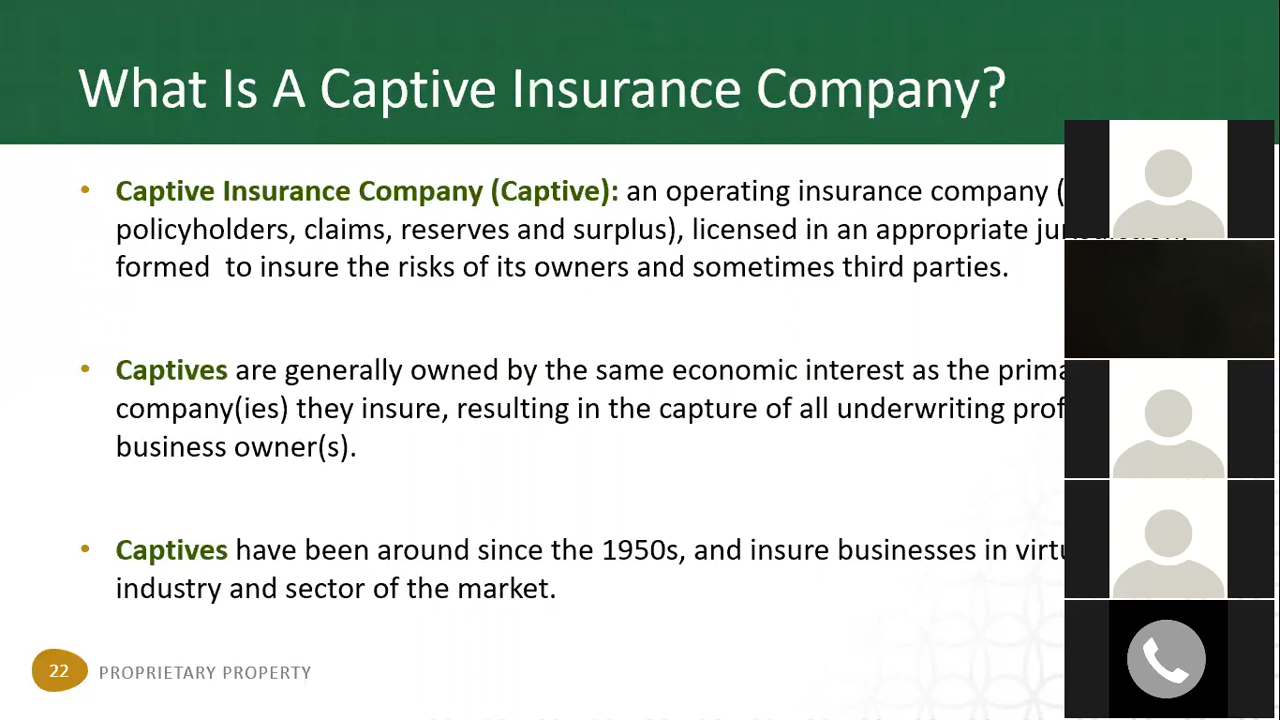 What Is A Captive Insurance Company?
• Captive Insurance Company (Captive): an operating insurance company (
policyholders, claims, reserves and surplus), licensed in an appropriate jurisdiction,
formed  to insure the risks of its owners and sometimes third parties.
• Captives are generally owned by the same economic interest as the
company(ies) they insure, resulting in the capture of all underwriting
business owner(s).
• Captives have been around since the 1950s, and insure businesses in
industry and sector of the market.
22 PROPRIETARY PROPERTY